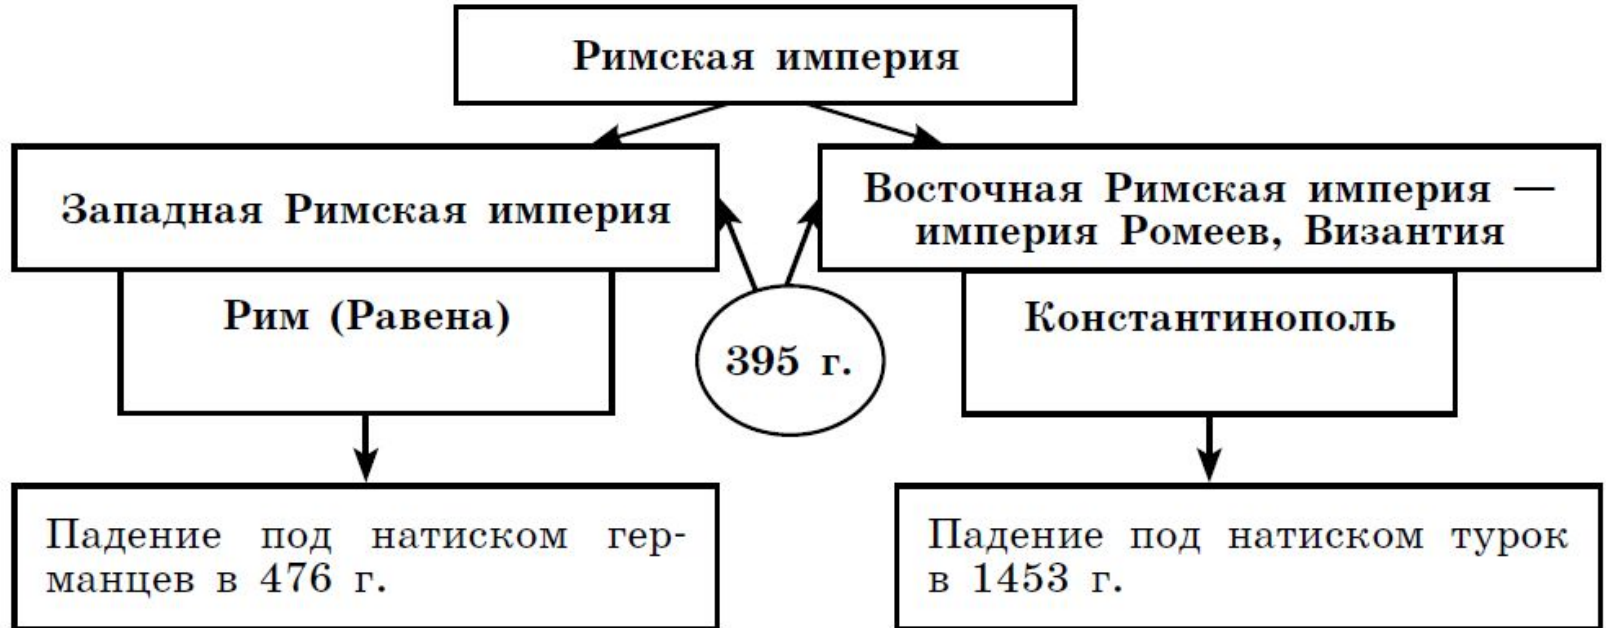 Римская империя
Западная Римская империя
Восточная Римская империя —
империя Ромеев, Византия
Рим (Равена)
Константинополь
395 г.
Падение под натиском гер-
манцев в 476 г.
Падение под натиском турок
в 1453 г.